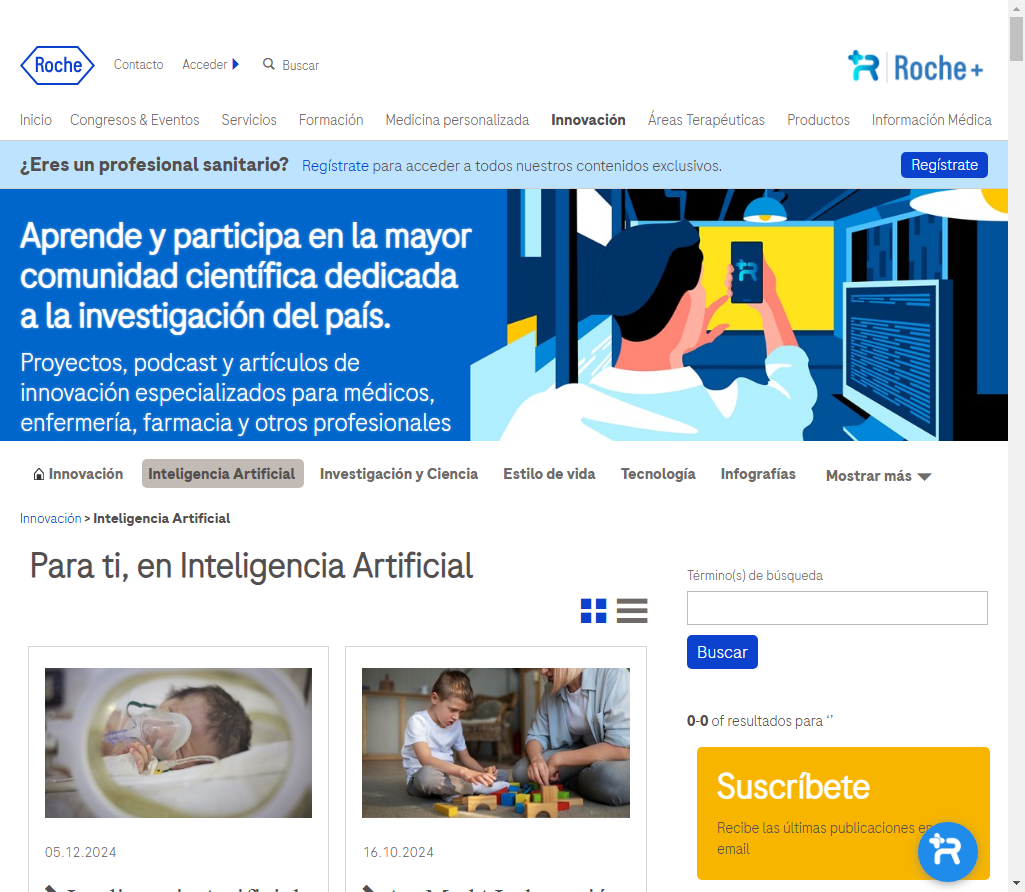 Roche
Contacto
Acceder
Buscar
Roche+
Inicio
Congresos & Eventos
Servicios
Formación
Medicina personalizada
Innovación
Áreas Terapéuticas
Productos
Información Médica
¿Eres un profesional sanitario? Regístrate para acceder a todos nuestros contenidos exclusivos.
Regístrate
Aprende y participa en la mayor
comunidad científica dedicada
a la investigación del país.
Proyectos, podcast y artículos de
innovación especializados para médicos,
enfermería, farmacia y otros profesionales
Innovación
Inteligencia Artificial
Investigación y Ciencia
Estilo de vida
Tecnología
Infografías
Mostrar más
Innovación > Inteligencia Artificial
Para ti, en Inteligencia Artificial
Término(s) de búsqueda
Buscar
0-0 of resultados para ‘’
Suscríbete
Recibe las últimas publicaciones en
email
05.12.2024
16.10.2024
Inteligencia Artificial